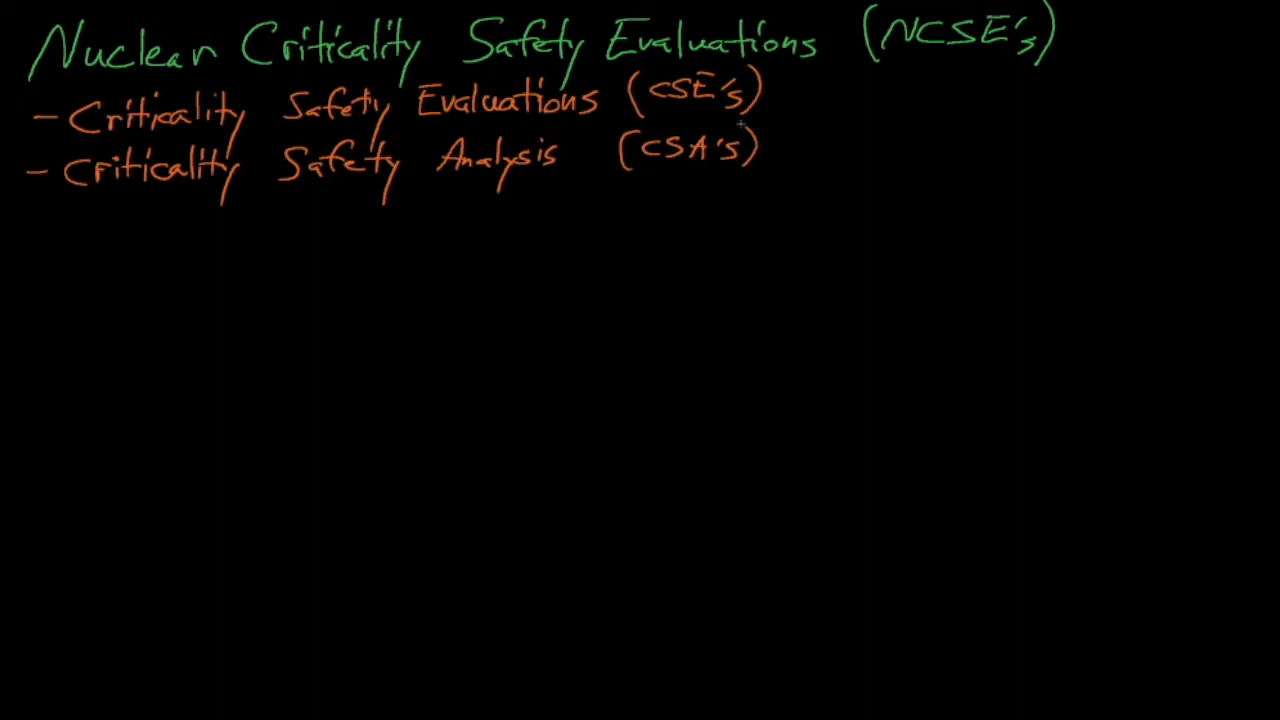 Nuclear Criticality Safety Evaluations (NCSE's)
- Criticality Safety Evaluations (CSE's)
- Criticality Safety Analysis (CSA's)